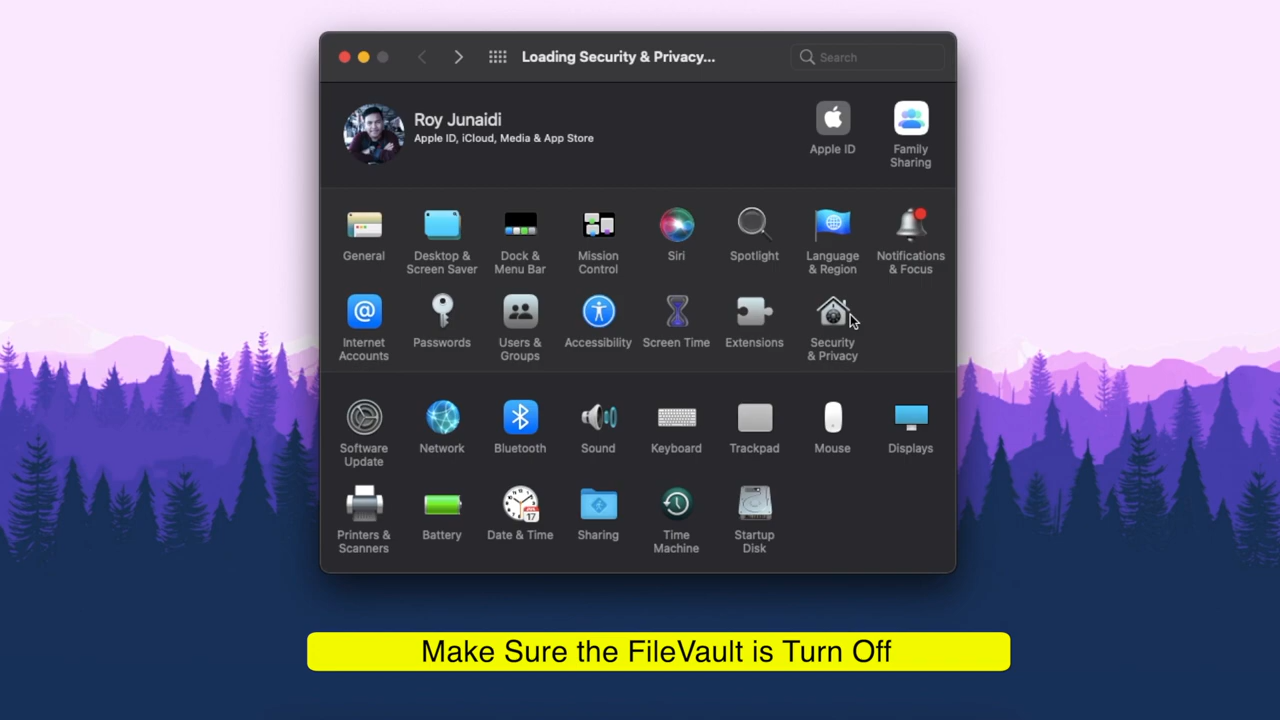 Loading Security & Privacy...
Search
Roy Junaidi
Apple ID, iCloud, Media & App Store
Apple ID
Family
Sharing
General
Desktop &
Screen Saver
Dock &
Menu Bar
Mission
Control
Siri
Spotlight
Language
& Region
Notifications
& Focus
Internet
Accounts
Passwords
Users &
Groups
Accessibility
Screen Time
Extensions
Security
& Privacy
Software
Update
Network
Bluetooth
Sound
Keyboard
Trackpad
Mouse
Displays
Printers &
Scanners
Battery
Date & Time
Sharing
Time
Machine
Startup
Disk
Make Sure the FileVault is Turn Off